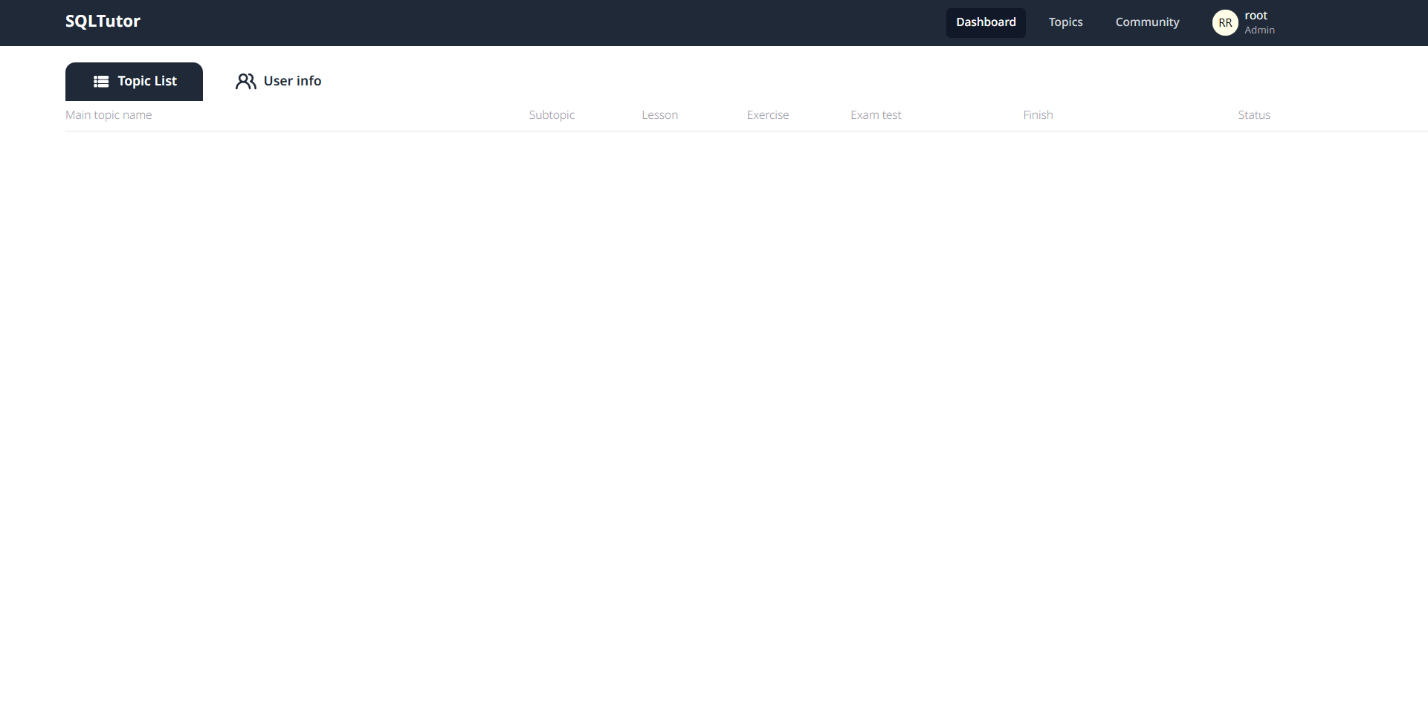 SQLTutor Dashboard Topics Community RR root
Admin
Topic List User info
Main topic name Subtopic Lesson Exercise Exam test Finish Status